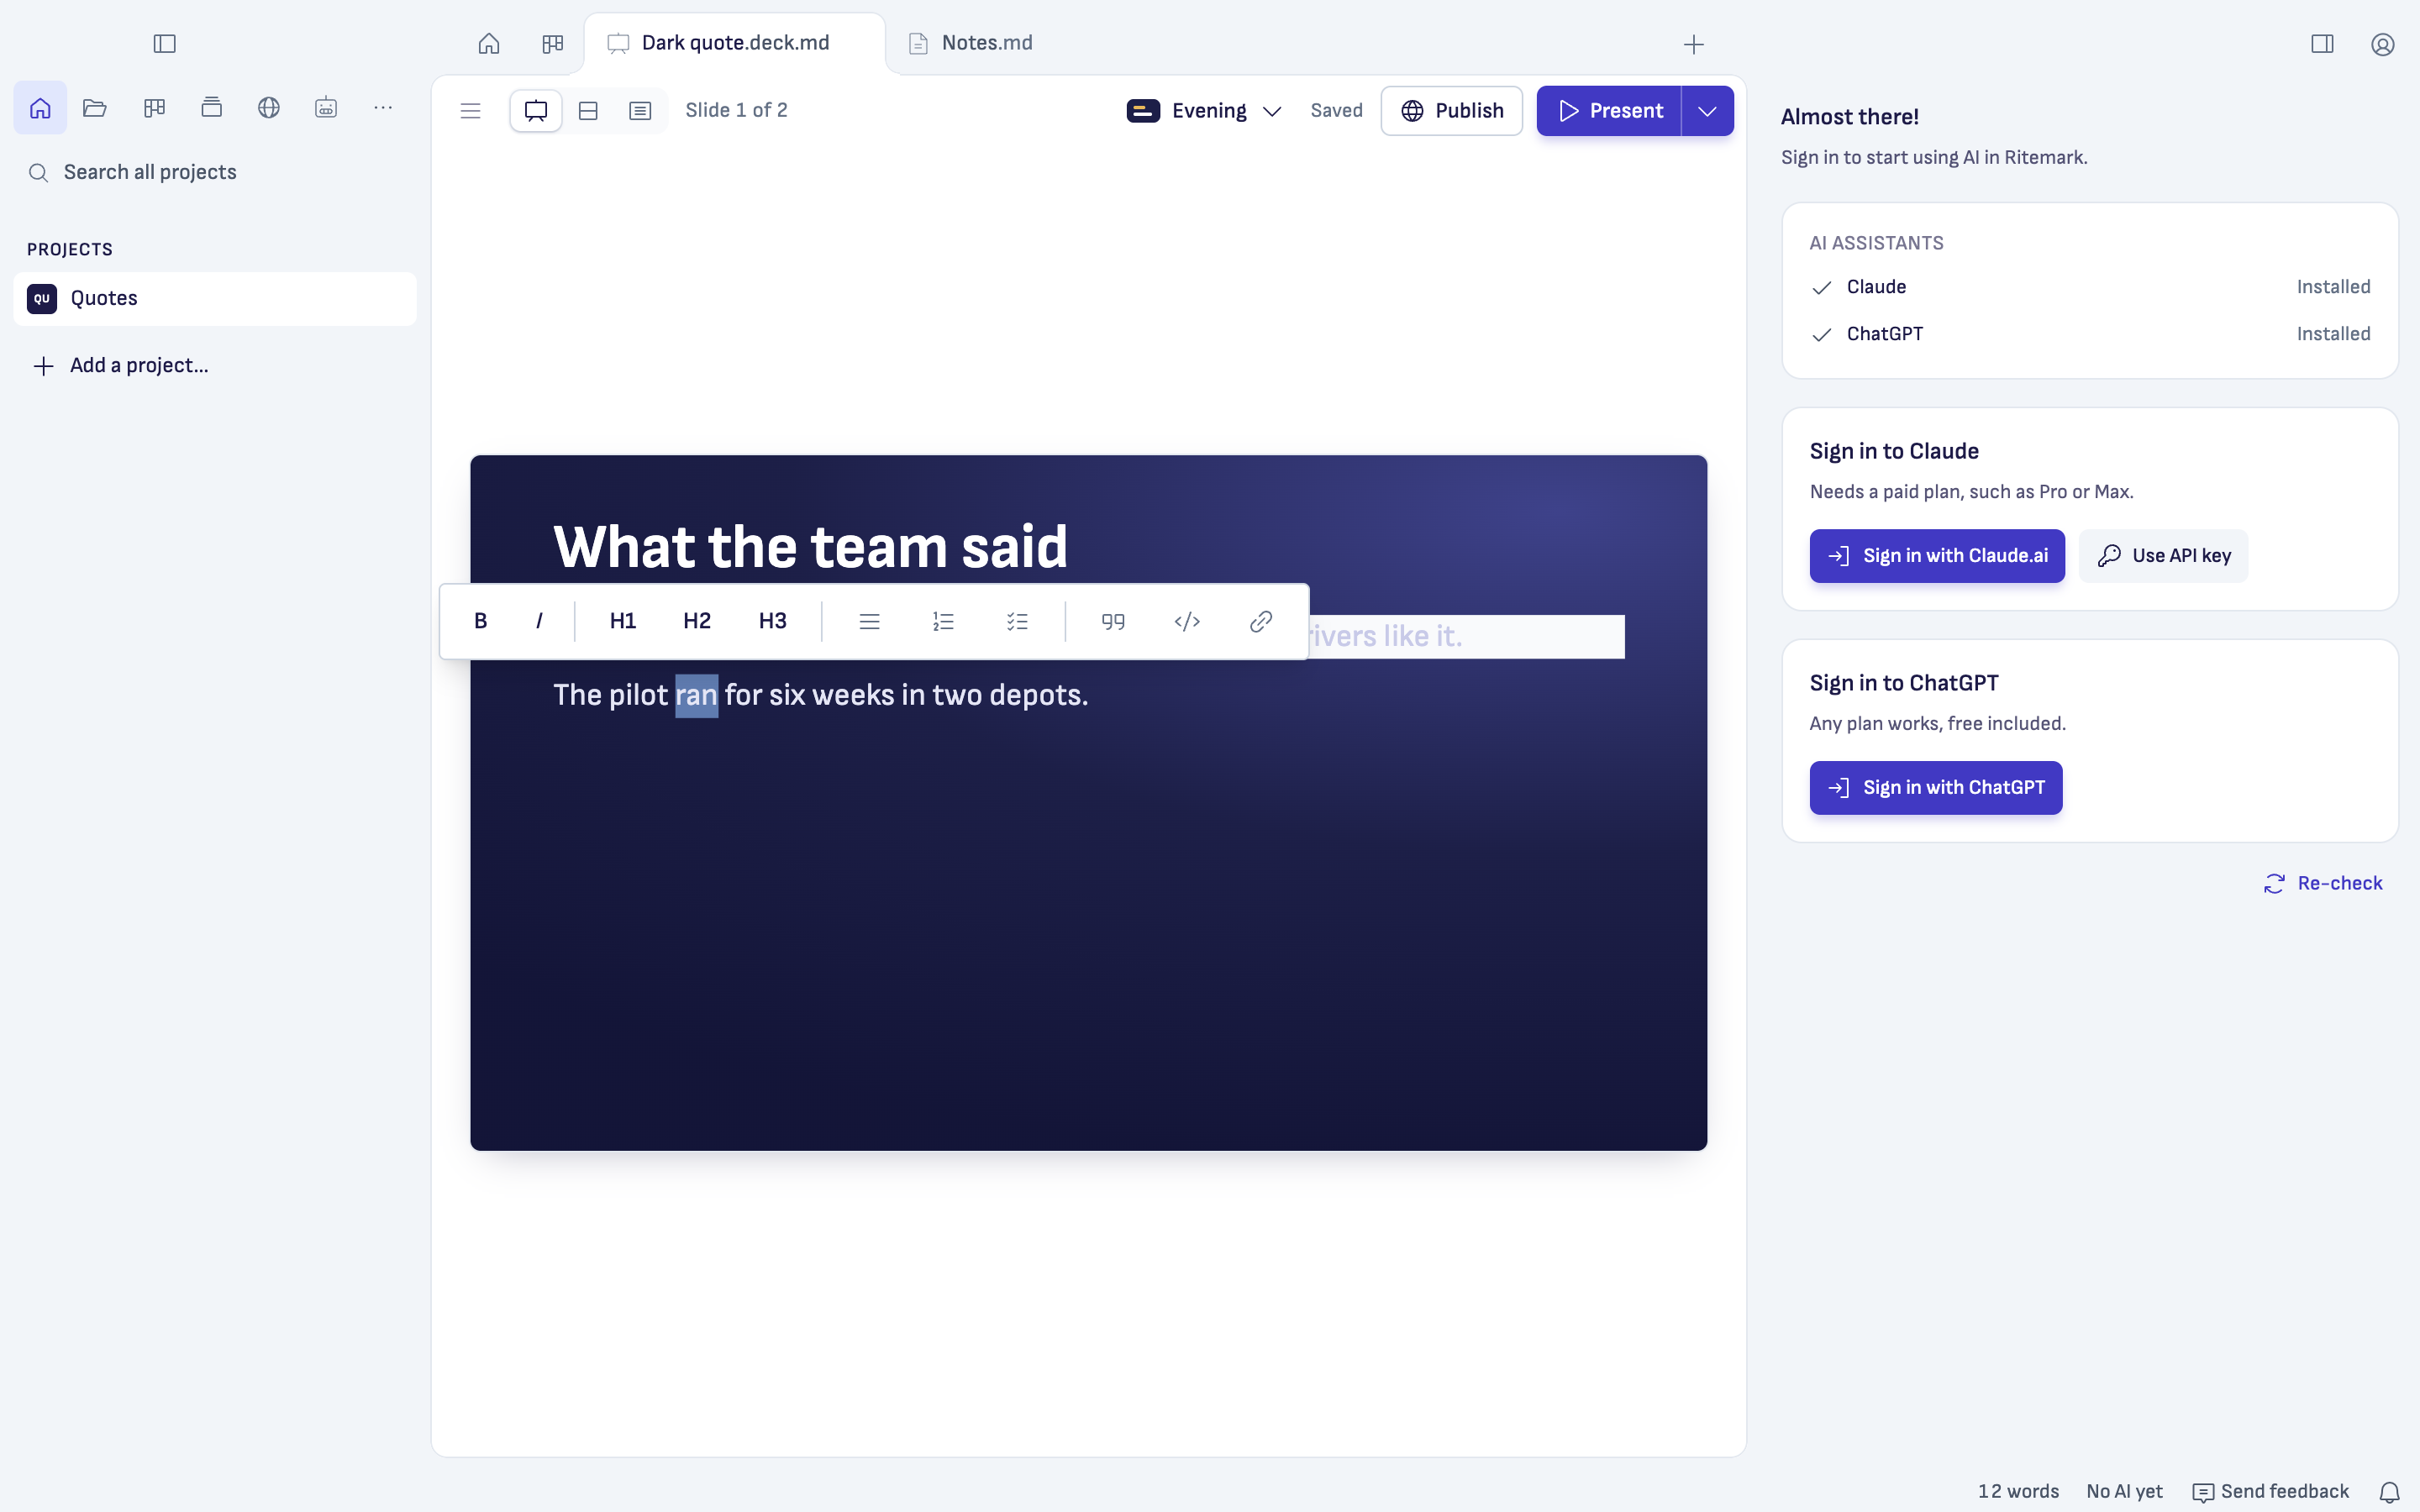 Dark quote.deck.md
Notes.md
Search all projects
PROJECTS
QU Quotes
Add a project...
Slide 1 of 2
Evening
Saved
Publish
Present
What the team said
B I H1 H2 H3
like it.
The pilot ran for six weeks in two depots.
Almost there!
Sign in to start using AI in Ritemark.
AI ASSISTANTS
Claude Installed
ChatGPT Installed
Sign in to Claude
Needs a paid plan, such as Pro or Max.
Sign in with Claude.ai
Use API key
Sign in to ChatGPT
Any plan works, free included.
Sign in with ChatGPT
Re-check
12 words
No AI yet
Send feedback